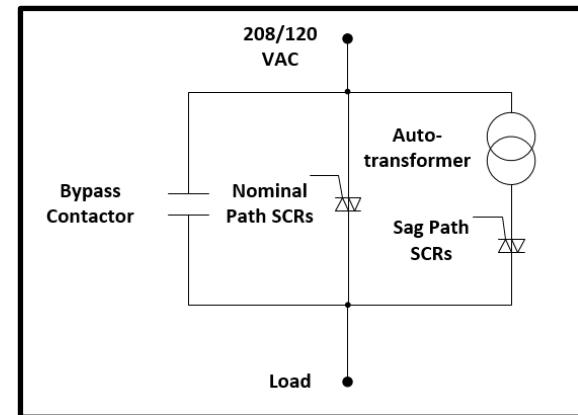 208/120
VAC
Auto-
transformer
Bypass
Contactor
Nominal
Path SCRs
Sag Path
SCRs
Load